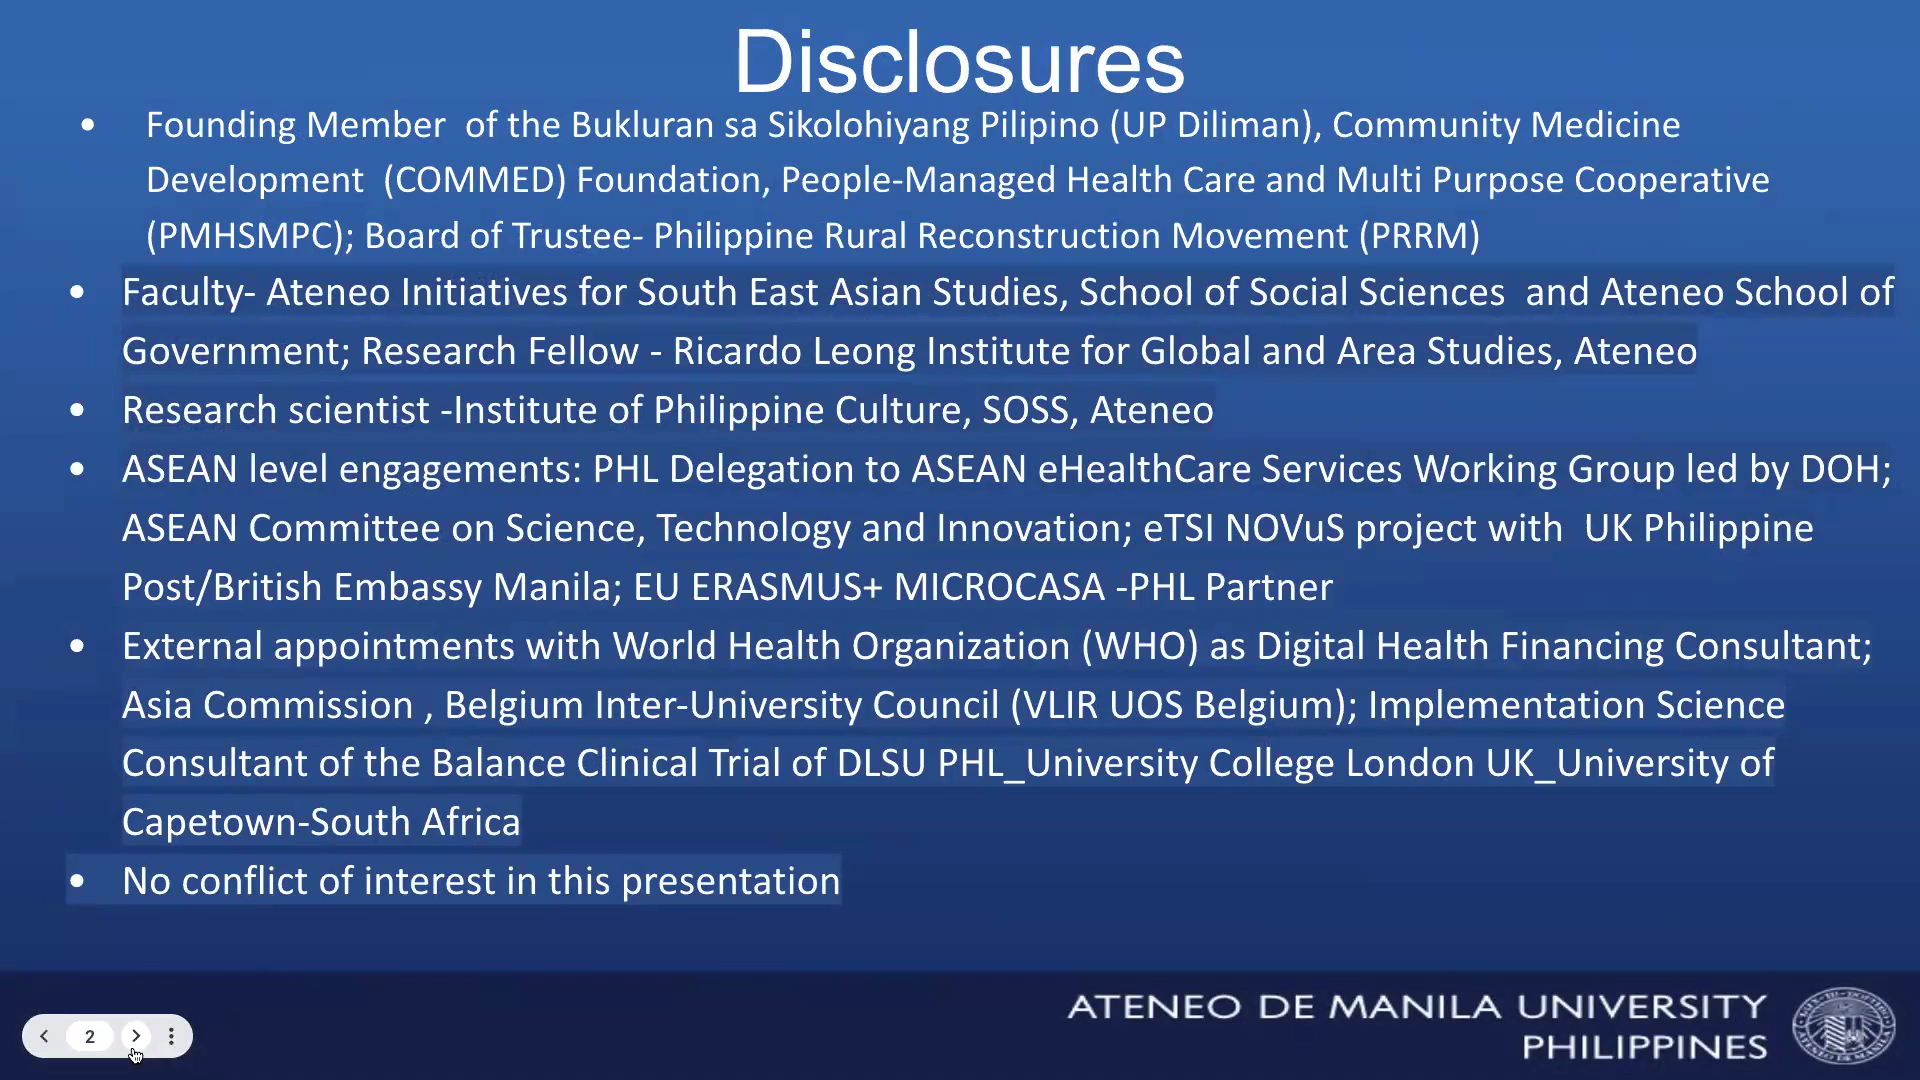 Disclosures
• Founding Member of the Bukluran sa Sikolohiyang Pilipino (UP Diliman), Community Medicine
Development (COMMED) Foundation, People-Managed Health Care and Multi Purpose Cooperative
(PMHSMPC); Board of Trustee- Philippine Rural Reconstruction Movement (PRRM)
• Faculty- Ateneo Initiatives for South East Asian Studies, School of Social Sciences and Ateneo School of
Government; Research Fellow - Ricardo Leong Institute for Global and Area Studies, Ateneo
• Research scientist -Institute of Philippine Culture, SOSS, Ateneo
• ASEAN level engagements: PHL Delegation to ASEAN eHealthCare Services Working Group led by DOH;
ASEAN Committee on Science, Technology and Innovation; eTSI NOVuS project with UK Philippine
Post/British Embassy Manila; EU ERASMUS+ MICROCASA -PHL Partner
• External appointments with World Health Organization (WHO) as Digital Health Financing Consultant;
Asia Commission , Belgium Inter-University Council (VLIR UOS Belgium); Implementation Science
Consultant of the Balance Clinical Trial of DLSU PHL_University College London UK_University of
Capetown-South Africa
• No conflict of interest in this presentation
ATENEO DE MANILA UNIVERSITY
PHILIPPINES
2